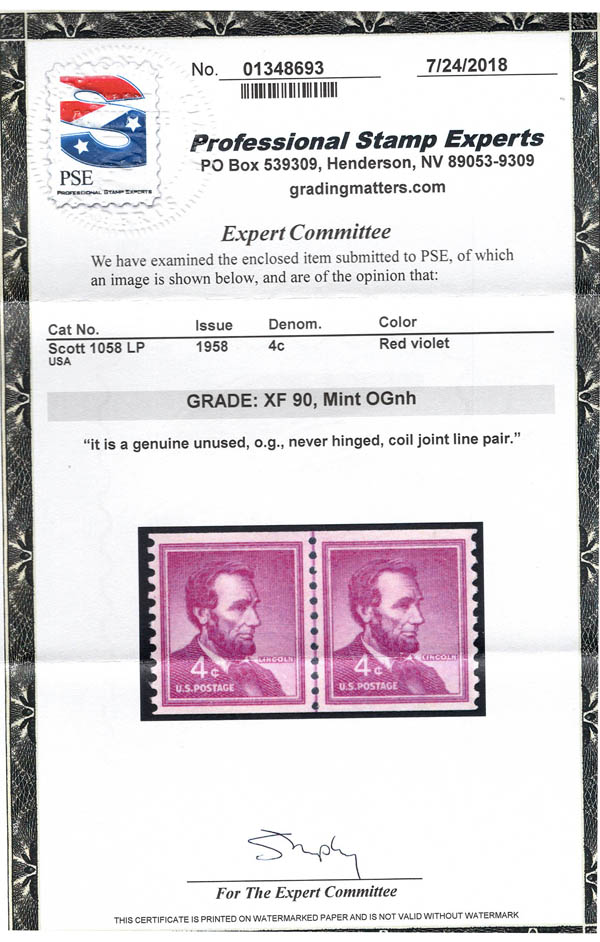 No. 01348693 7/24/2018
PSE
PROFESSIONAL STAMP EXPERTS
Professional Stamp Experts
PO Box 539309, Henderson, NV 89053-9309
gradingmatters.com
Expert Committee
We have examined the enclosed item submitted to PSE, of which
an image is shown below, and are of the opinion that:
Cat No. Issue Denom. Color
Scott 1058 LP 1958 4c Red violet
USA
GRADE: XF 90, Mint OGnh
“it is a genuine unused, o.g., never hinged, coil joint line pair.”
4¢ LINCOLN
U.S. POSTAGE
4¢ LINCOLN
U.S. POSTAGE
For The Expert Committee
THIS CERTIFICATE IS PRINTED ON WATERMARKED PAPER AND IS NOT VALID WITHOUT WATERMARK